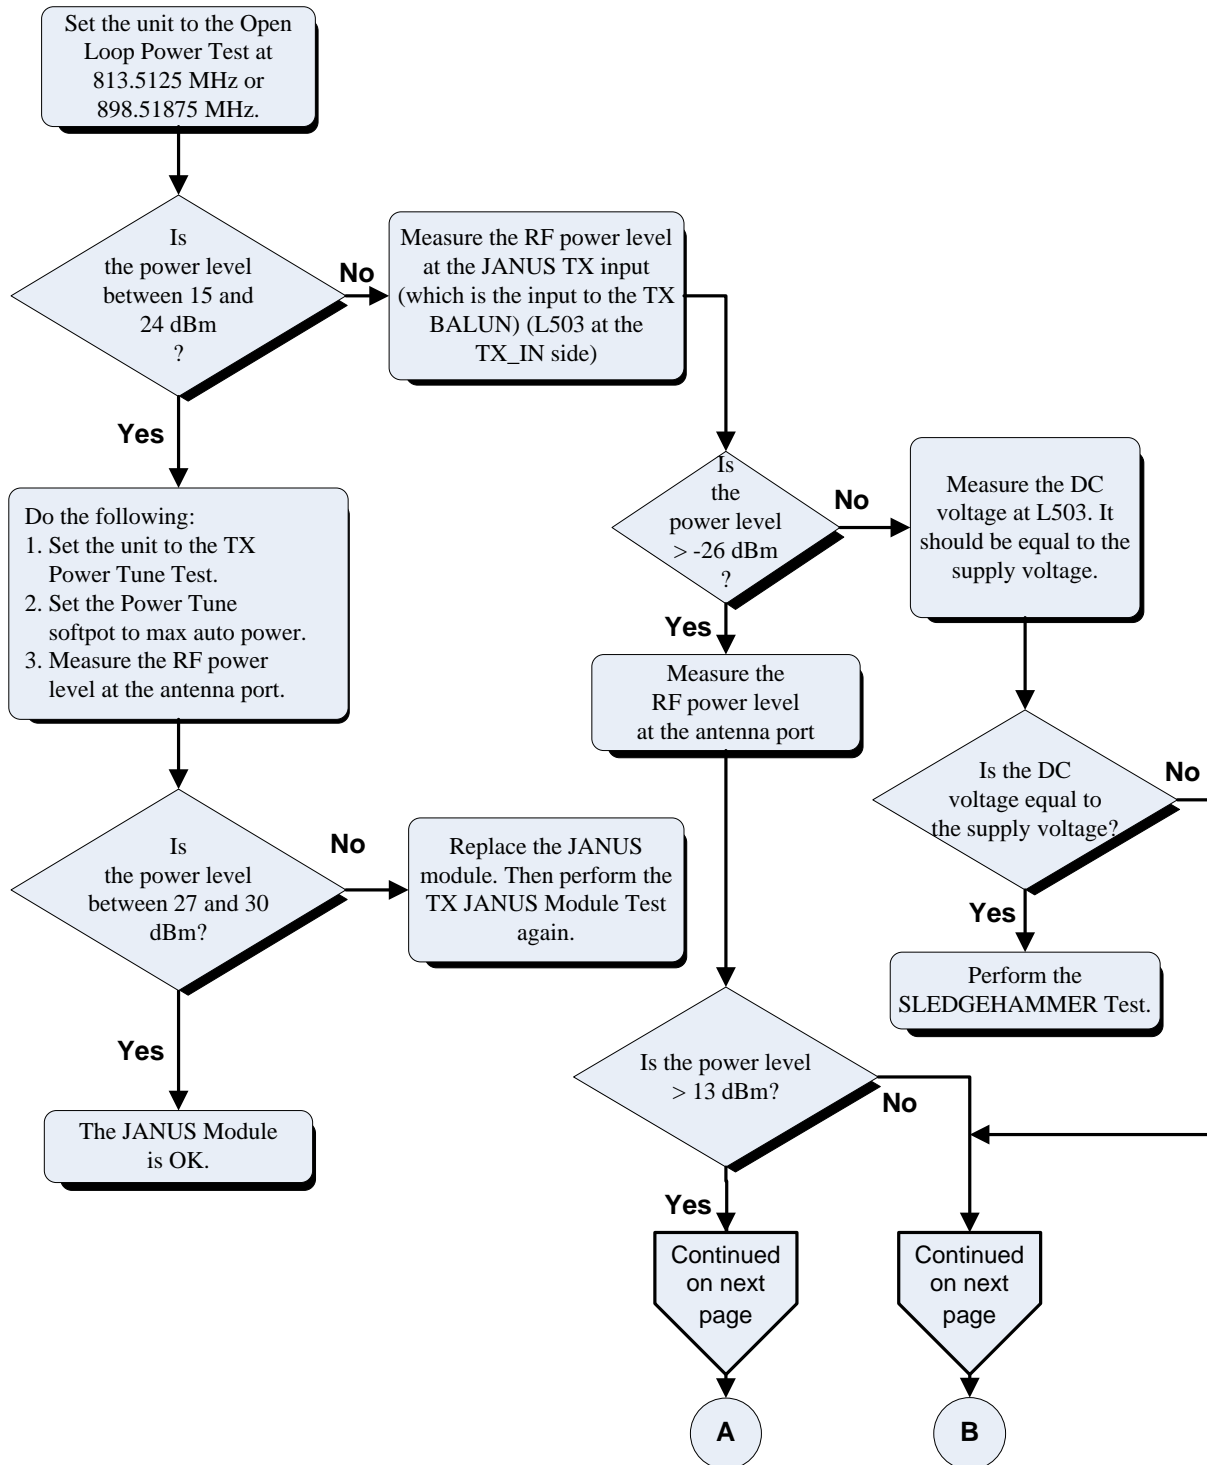 Set the unit to the Open
Loop Power Test at
813.5125 MHz or
898.51875 MHz.
Is
the power level
between 15 and
24 dBm
?
No
Measure the RF power level
at the JANUS TX input
(which is the input to the TX
BALUN) (L503 at the
TX_IN side)
Yes
Is
the
power level
> -26 dBm
?
No
Measure the DC
voltage at L503. It
should be equal to the
supply voltage.
Do the following:
1. Set the unit to the TX
Power Tune Test.
2. Set the Power Tune
softpot to max auto power.
3. Measure the RF power
level at the antenna port.
Yes
Measure the
RF power level
at the antenna port
Is the DC
voltage equal to
the supply voltage?
No
Is
the power level
between 27 and 30
dBm?
No
Replace the JANUS
module. Then perform the
TX JANUS Module Test
again.
Yes
Perform the
SLEDGEHAMMER Test.
Yes
Is the power level
> 13 dBm?
No
The JANUS Module
is OK.
Yes
Continued
on next
page
Continued
on next
page
A
B